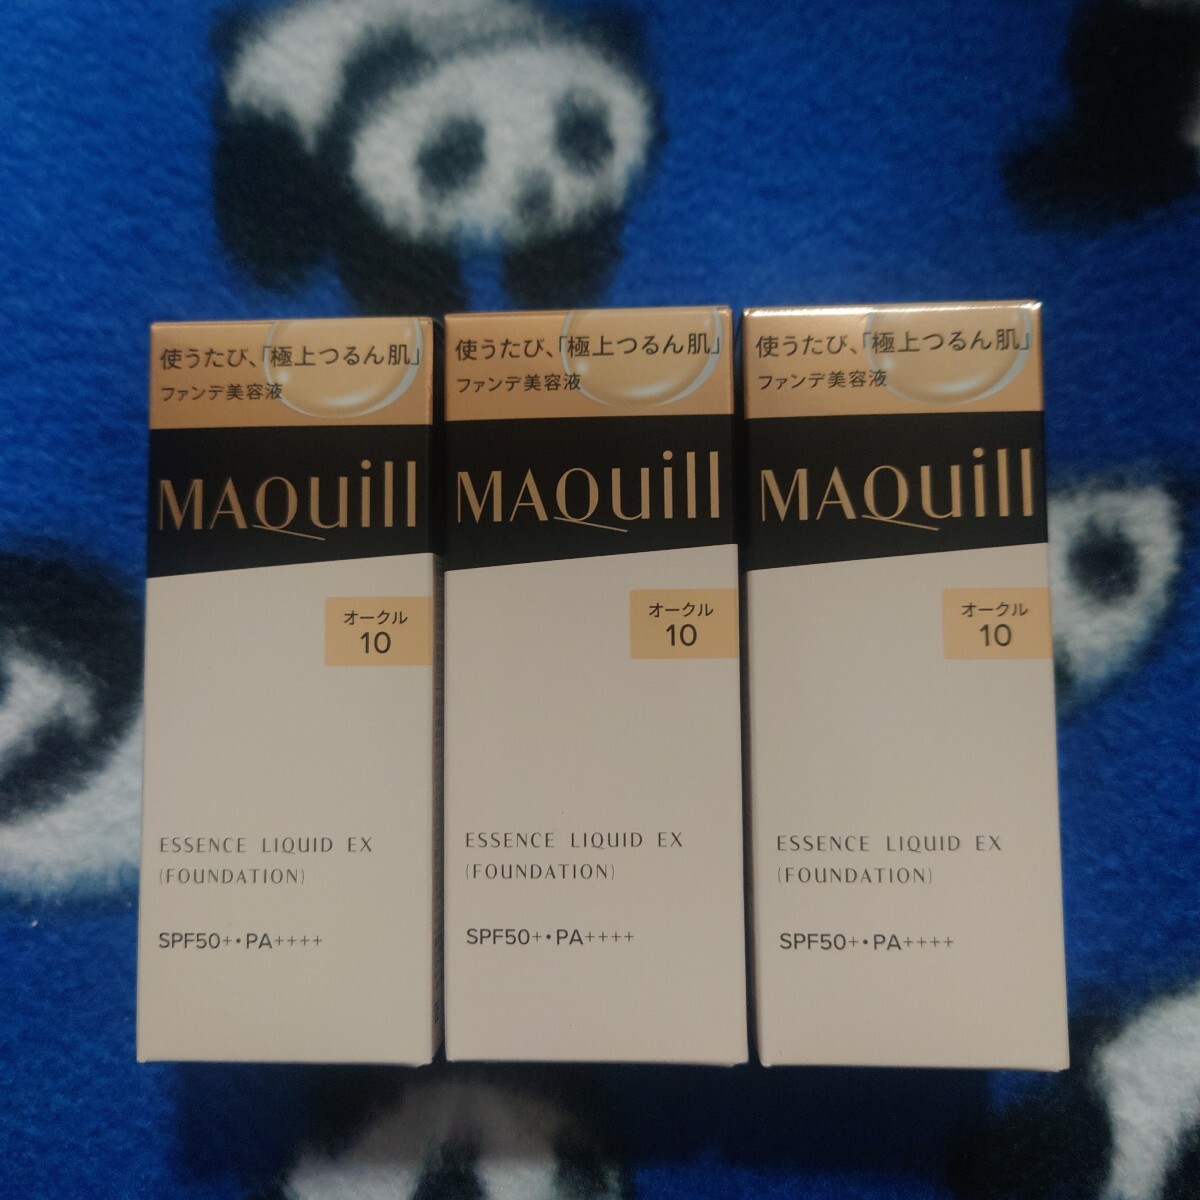 使うたび、「極上つるん肌」
ファンデ美容液
MAQuill
オークル
10
ESSENCE LIQUID EX
(FOUNDATION)
SPF50+・PA++++
使うたび、「極上つるん肌」
ファンデ美容液
MAQuill
オークル
10
ESSENCE LIQUID EX
(FOUNDATION)
SPF50+・PA++++
使うたび、「極上つるん肌」
ファンデ美容液
MAQuill
オークル
10
ESSENCE LIQUID EX
(FOUNDATION)
SPF50+・PA++++